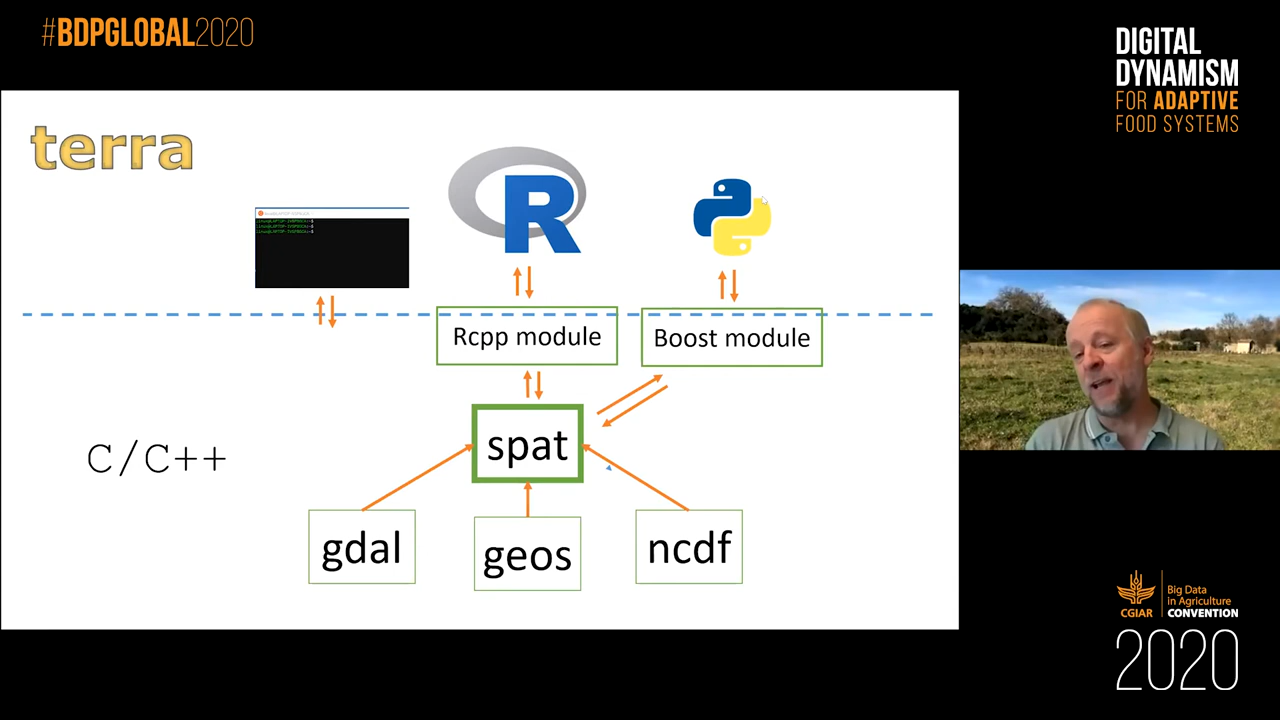 #BDPGLOBAL2020
DIGITAL
DYNAMISM
FOR ADAPTIVE
FOOD SYSTEMS
terra
R
Rcpp module
Boost module
C/C++
spat
gdal
geos
ncdf
CGIAR
Big Data
in Agriculture
CONVENTION
2020